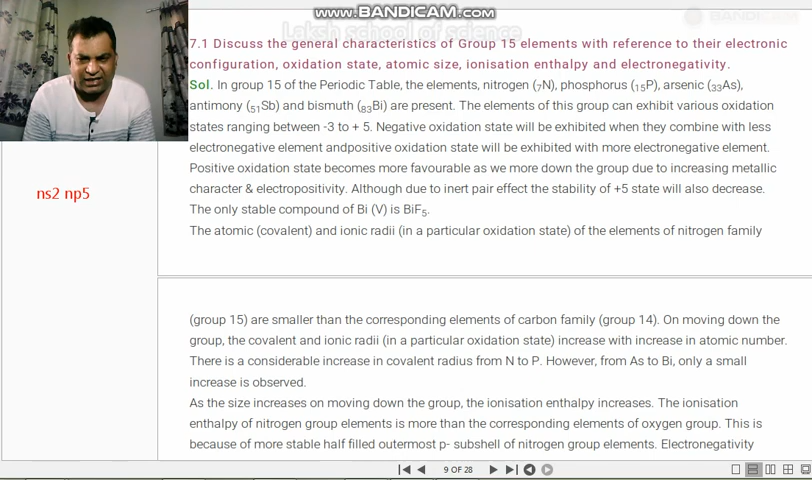 www.BANDICAM.com
Laksh school of science
7.1 Discuss the general characteristics of Group 15 elements with reference to their electronic
configuration, oxidation state, atomic size, ionisation enthalpy and electronegativity.
Sol. In group 15 of the Periodic Table, the elements, nitrogen (₇N), phosphorus (₁₅P), arsenic (₃₃As),
antimony (₅₁Sb) and bismuth (₈₃Bi) are present. The elements of this group can exhibit various oxidation
states ranging between -3 to + 5. Negative oxidation state will be exhibited when they combine with less
electronegative element andpositive oxidation state will be exhibited with more electronegative element.
Positive oxidation state becomes more favourable as we more down the group due to increasing metallic
character & electropositivity. Although due to inert pair effect the stability of +5 state will also decrease.
The only stable compound of Bi (V) is BiF₅.
The atomic (covalent) and ionic radii (in a particular oxidation state) of the elements of nitrogen family
ns2 np5
(group 15) are smaller than the corresponding elements of carbon family (group 14). On moving down the
group, the covalent and ionic radii (in a particular oxidation state) increase with increase in atomic number.
There is a considerable increase in covalent radius from N to P. However, from As to Bi, only a small
increase is observed.
As the size increases on moving down the group, the ionisation enthalpy increases. The ionisation
enthalpy of nitrogen group elements is more than the corresponding elements of oxygen group. This is
because of more stable half filled outermost p- subshell of nitrogen group elements. Electronegativity
9 OF 28